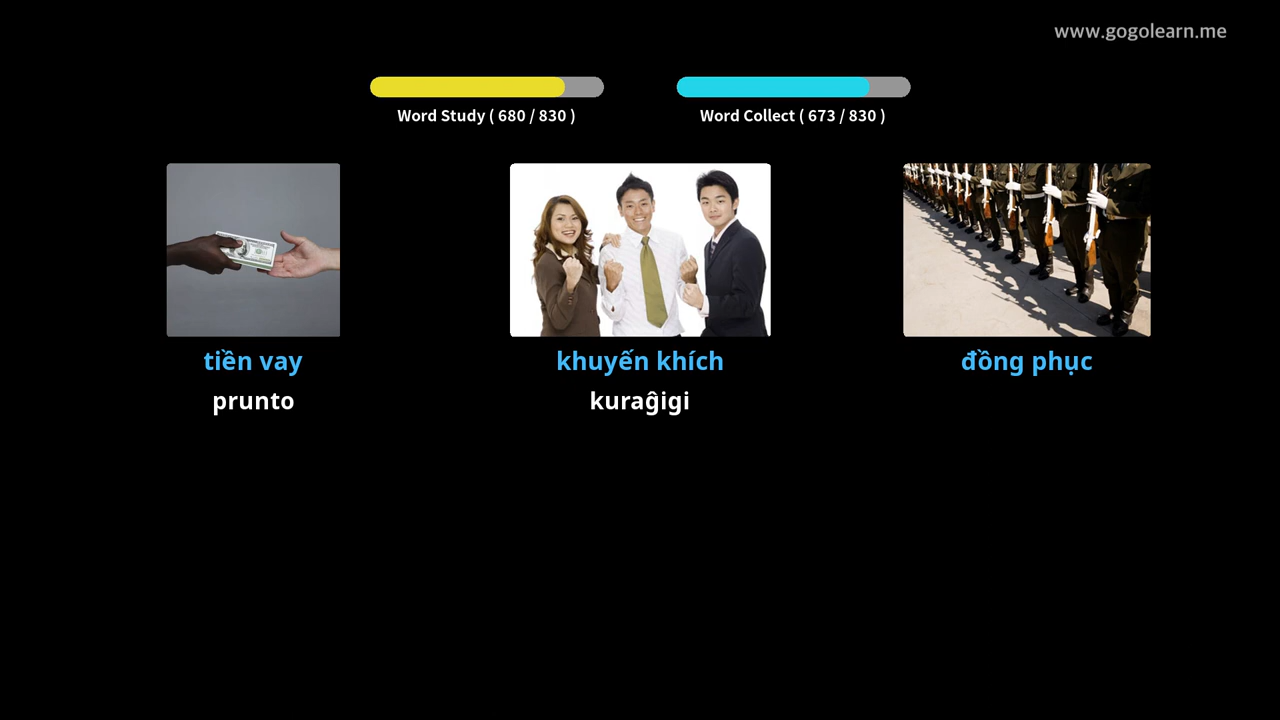 www.gogolearn.me
Word Study ( 680 / 830 )
Word Collect ( 673 / 830 )
tiền vay
prunto
khuyến khích
kuraĝigi
đồng phục